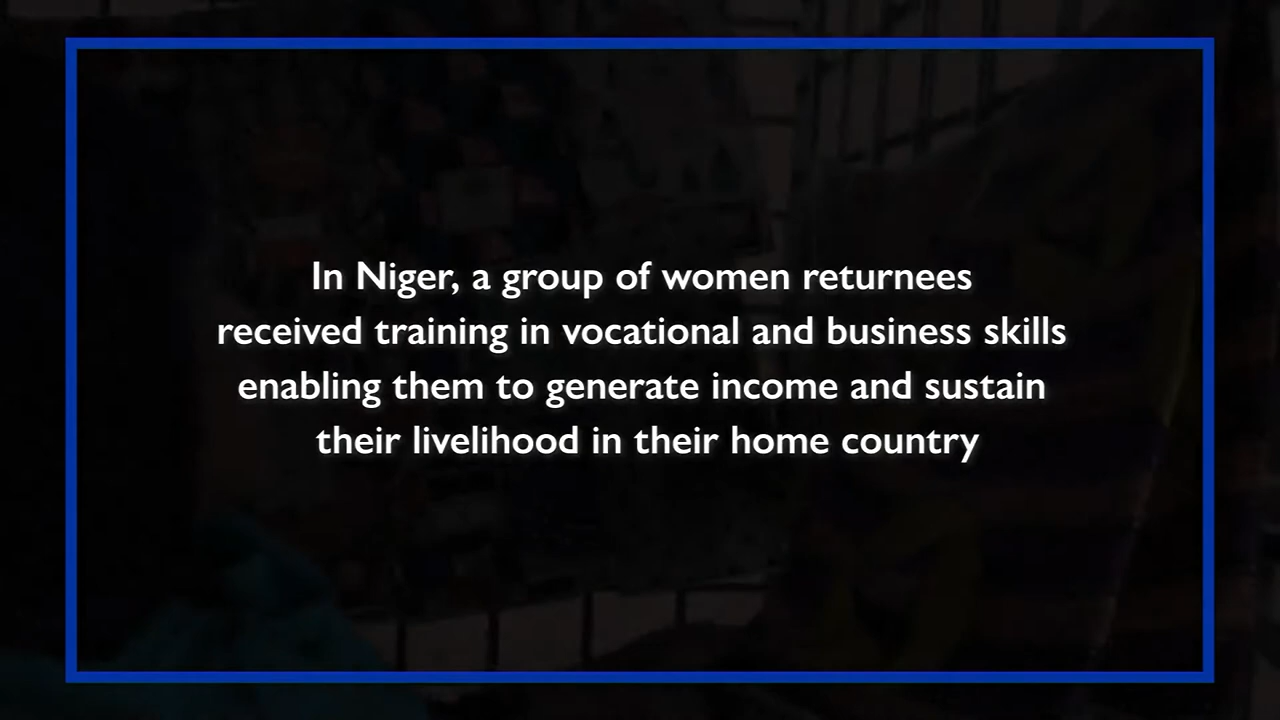 In Niger, a group of women returnees
received training in vocational and business skills
enabling them to generate income and sustain
their livelihood in their home country